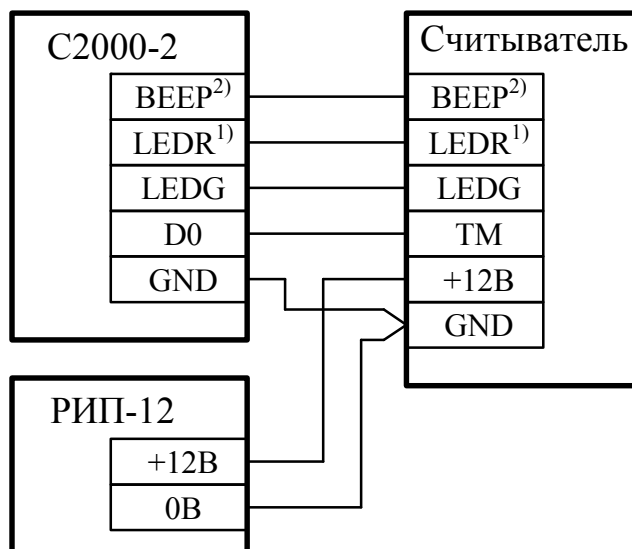 С2000-2
BEEP2)
LEDR1)
LEDG
D0
GND
Считыватель
BEEP2)
LEDR1)
LEDG
TM
+12В
GND
РИП-12
+12В
0В